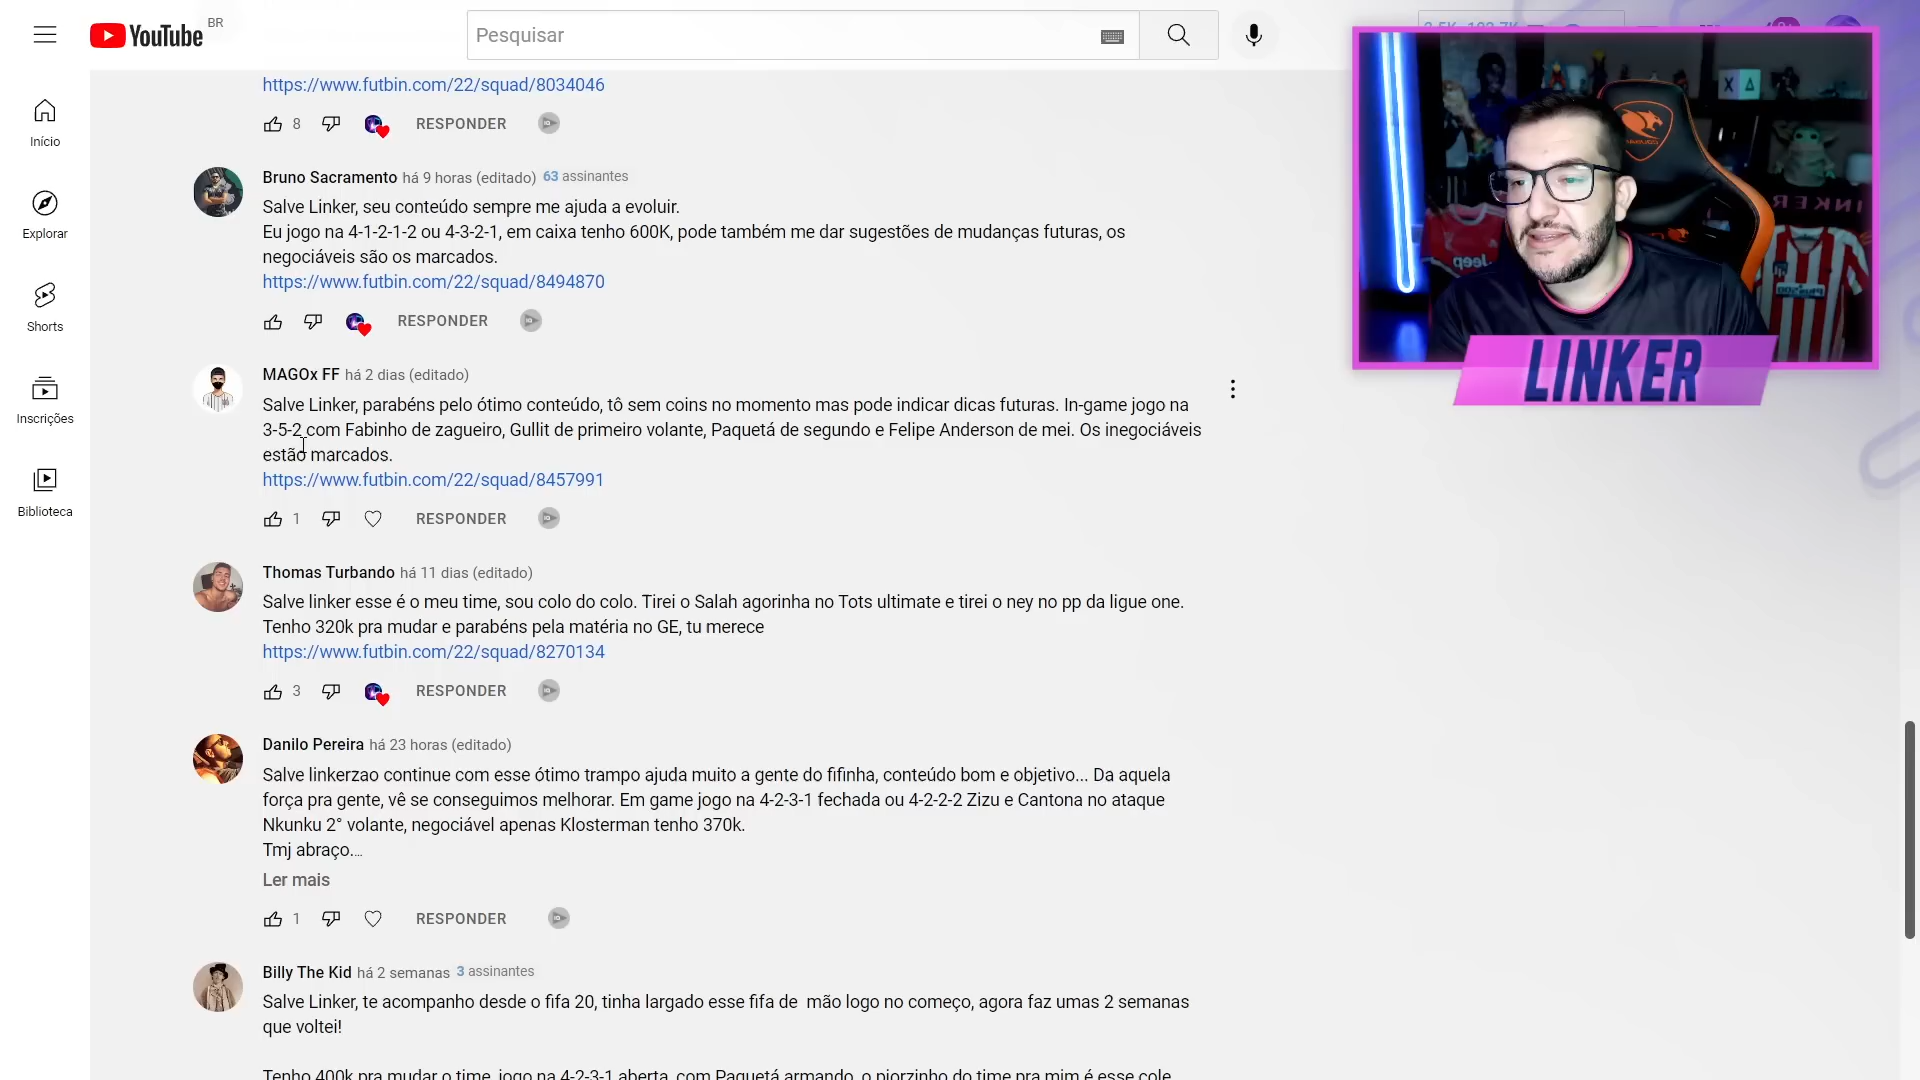 YouTube BR
Pesquisar
Início
Explorar
Shorts
Inscrições
Biblioteca
https://www.futbin.com/22/squad/8034046
8 RESPONDER
Bruno Sacramento há 9 horas (editado) 63 assinantes
Salve Linker, seu conteúdo sempre me ajuda a evoluir.
Eu jogo na 4-1-2-1-2 ou 4-3-2-1, em caixa tenho 600K, pode também me dar sugestões de mudanças futuras, os
negociáveis são os marcados.
https://www.futbin.com/22/squad/8494870
RESPONDER
MAGOx FF há 2 dias (editado)
Salve Linker, parabéns pelo ótimo conteúdo, tô sem coins no momento mas pode indicar dicas futuras. In-game jogo na
3-5-2 com Fabinho de zagueiro, Gullit de primeiro volante, Paquetá de segundo e Felipe Anderson de mei. Os inegociáveis
estão marcados.
https://www.futbin.com/22/squad/8457991
1 RESPONDER
Thomas Turbando há 11 dias (editado)
Salve linker esse é o meu time, sou colo do colo. Tirei o Salah agorinha no Tots ultimate e tirei o ney no pp da ligue one.
Tenho 320k pra mudar e parabéns pela matéria no GE, tu merece
https://www.futbin.com/22/squad/8270134
3 RESPONDER
Danilo Pereira há 23 horas (editado)
Salve linkerzao continue com esse ótimo trampo ajuda muito a gente do fifinha, conteúdo bom e objetivo... Da aquela
força pra gente, vê se conseguimos melhorar. Em game jogo na 4-2-3-1 fechada ou 4-2-2-2 Zizu e Cantona no ataque
Nkunku 2° volante, negociável apenas Klosterman tenho 370k.
Tmj abraço...
Ler mais
1 RESPONDER
Billy The Kid há 2 semanas 3 assinantes
Salve Linker, te acompanho desde o fifa 20, tinha largado esse fifa de mão logo no começo, agora faz umas 2 semanas
que voltei!
Tenho 400k pra mudar o time, jogo na 4-2-3-1 aberta, com Paquetá armando, o piorzinho do time pra mim é esse cole
LINKER
Jeep